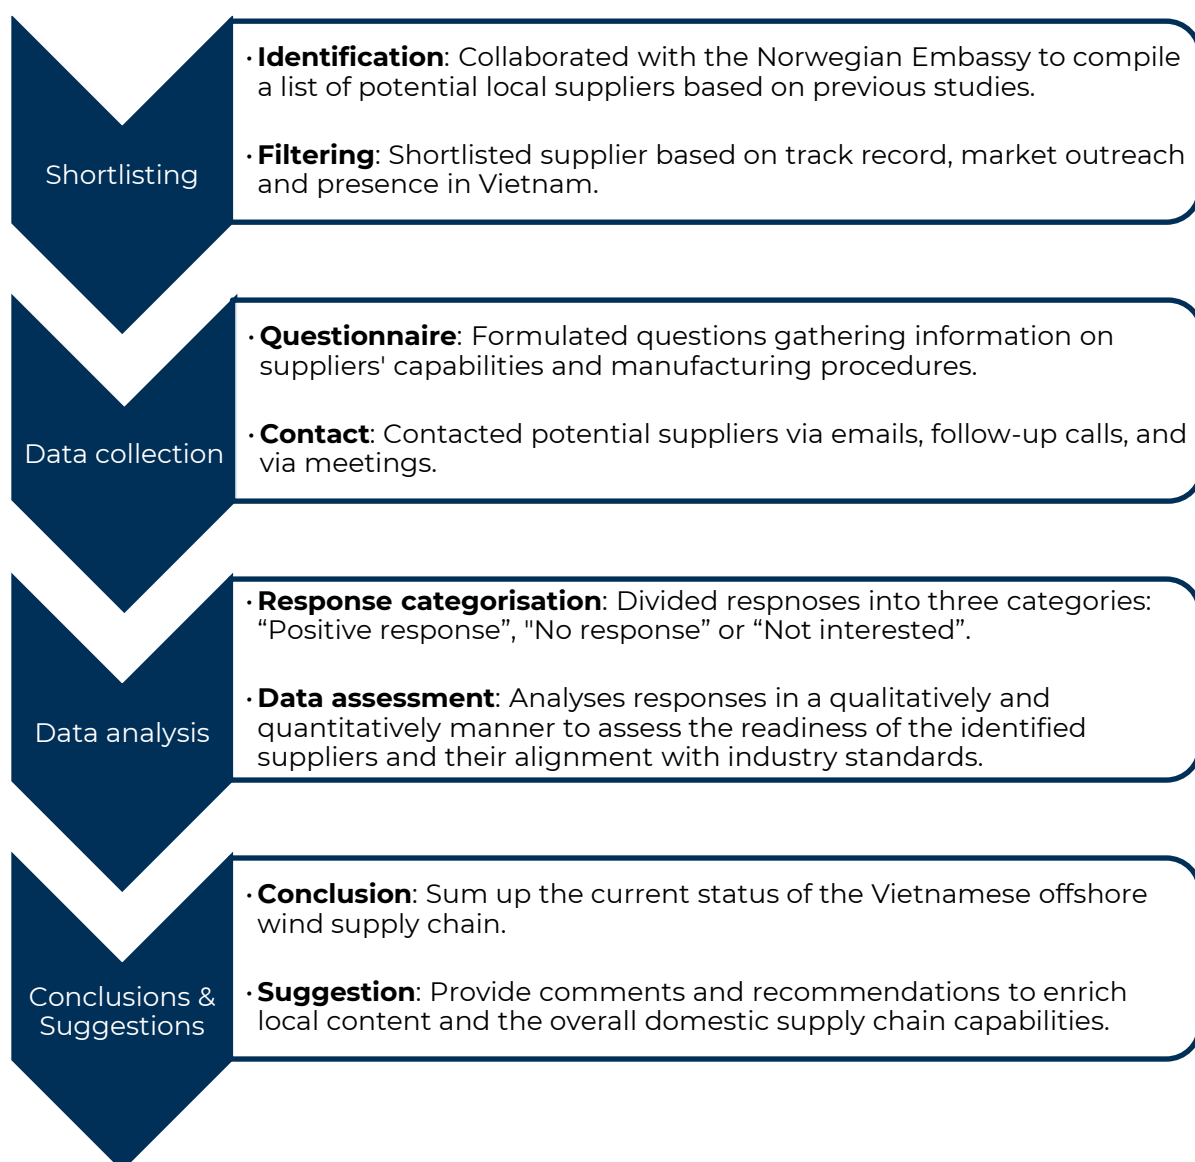 Shortlisting
· Identification: Collaborated with the Norwegian Embassy to compile
a list of potential local suppliers based on previous studies.
· Filtering: Shortlisted supplier based on track record, market outreach
and presence in Vietnam.
Data collection
· Questionnaire: Formulated questions gathering information on
suppliers' capabilities and manufacturing procedures.
· Contact: Contacted potential suppliers via emails, follow-up calls, and
via meetings.
Data analysis
· Response categorisation: Divided respnoses into three categories:
“Positive response”, "No response” or “Not interested”.
· Data assessment: Analyses responses in a qualitatively and
quantitatively manner to assess the readiness of the identified
suppliers and their alignment with industry standards.
Conclusions &
Suggestions
· Conclusion: Sum up the current status of the Vietnamese offshore
wind supply chain.
· Suggestion: Provide comments and recommendations to enrich
local content and the overall domestic supply chain capabilities.